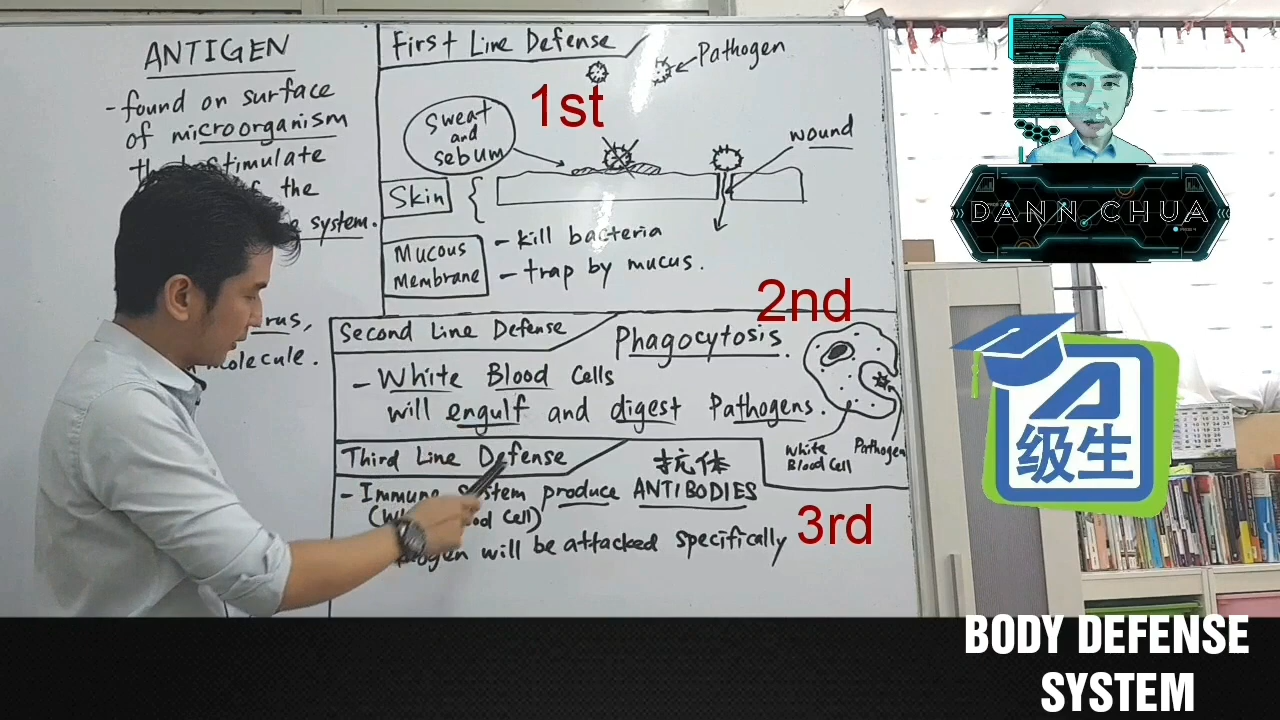 ANTIGEN
- found on surface
of microorganism
stimulate
the
system.
molecule.
First Line Defense
Pathogen
1st
Sweat
and
sebum
wound
Skin
Mucous
Membrane
- kill bacteria
- trap by mucus.
2nd
Second Line Defense
Phagocytosis.
- White Blood Cells
will engulf and digest Pathogens.
White
Blood Cell
Pathogen
Third Line Defense
抗体
- Immune System produce ANTIBODIES
Cell)
will be attacked specifically
3rd
DANN CHUA
A
级生
BODY DEFENSE
SYSTEM